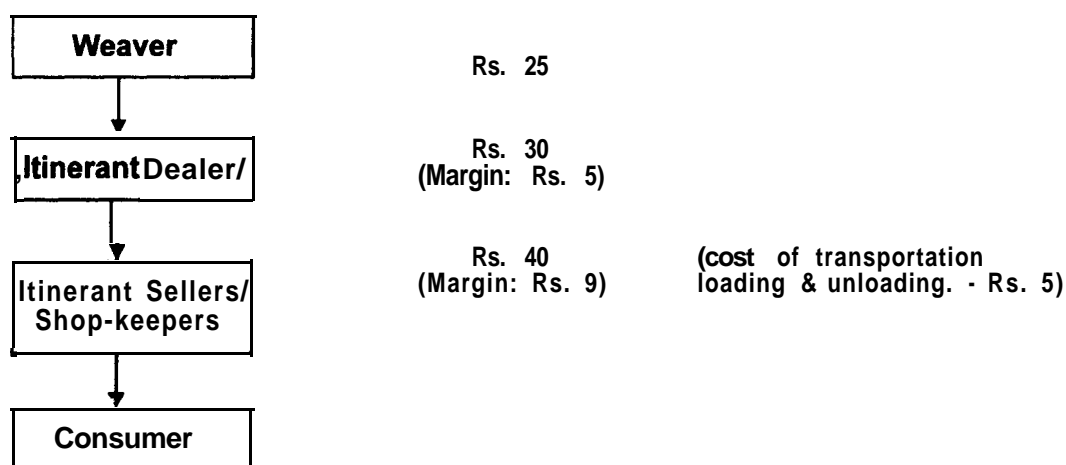 Weaver
Rs. 25
Itinerant Dealer/
Rs. 30
(Margin: Rs. 5)
Itinerant Sellers/
Shop-keepers
Rs. 40
(Margin: Rs. 9)
(cost of transportation
loading & unloading. - Rs. 5)
Consumer